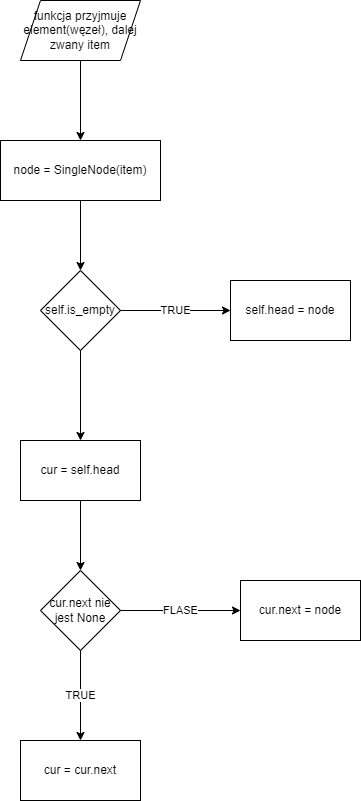 funkcja przyjmuje
element(węzeł), dalej
zwany item
node = SingleNode(item)
self.is_empty
TRUE
self.head = node
cur = self.head
cur.next nie
jest None
FLASE
cur.next = node
TRUE
cur = cur.next